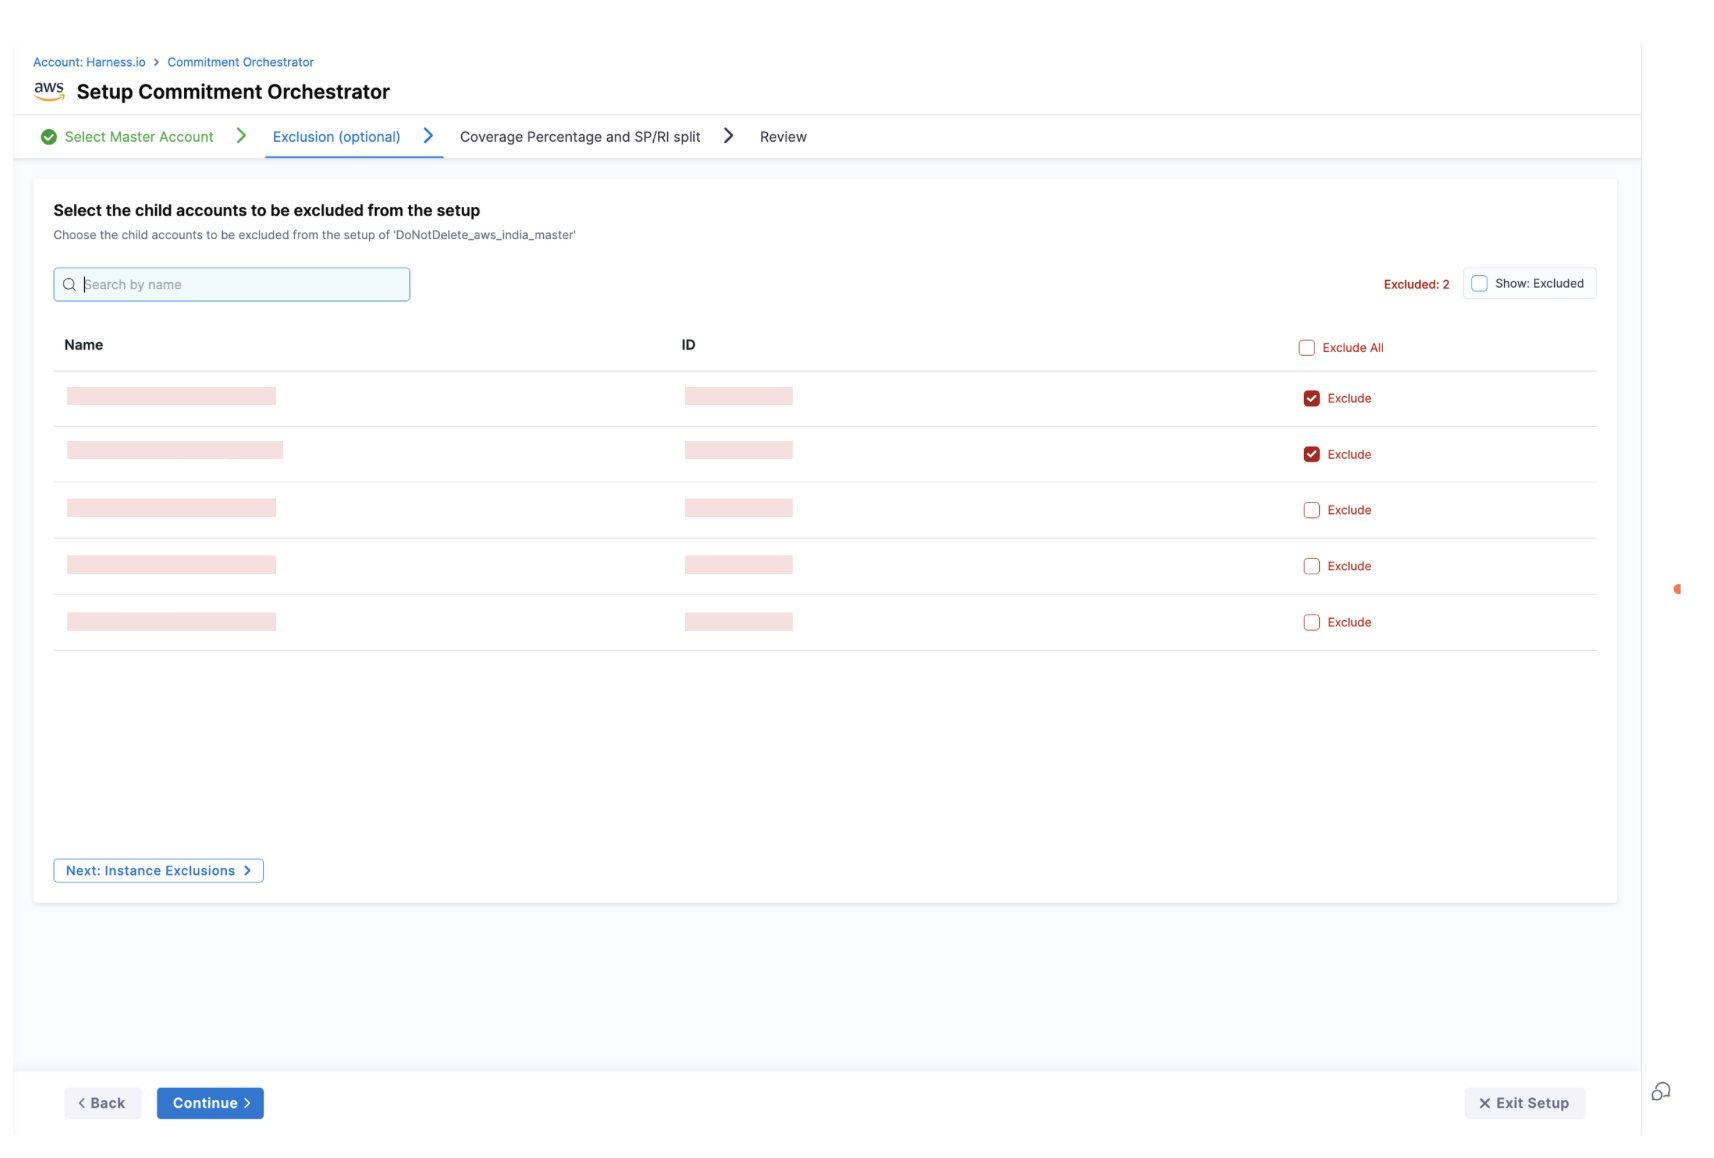 Account: Harness.io > Commitment Orchestrator
aws Setup Commitment Orchestrator
Select Master Account > Exclusion (optional) > Coverage Percentage and SP/RI split > Review
Select the child accounts to be excluded from the setup
Choose the child accounts to be excluded from the setup of 'DoNotDelete_aws_india_master'
Search by name
Excluded: 2 Show: Excluded
Name ID Exclude All
Exclude
Exclude
Exclude
Exclude
Exclude
Next: Instance Exclusions >
< Back Continue > X Exit Setup